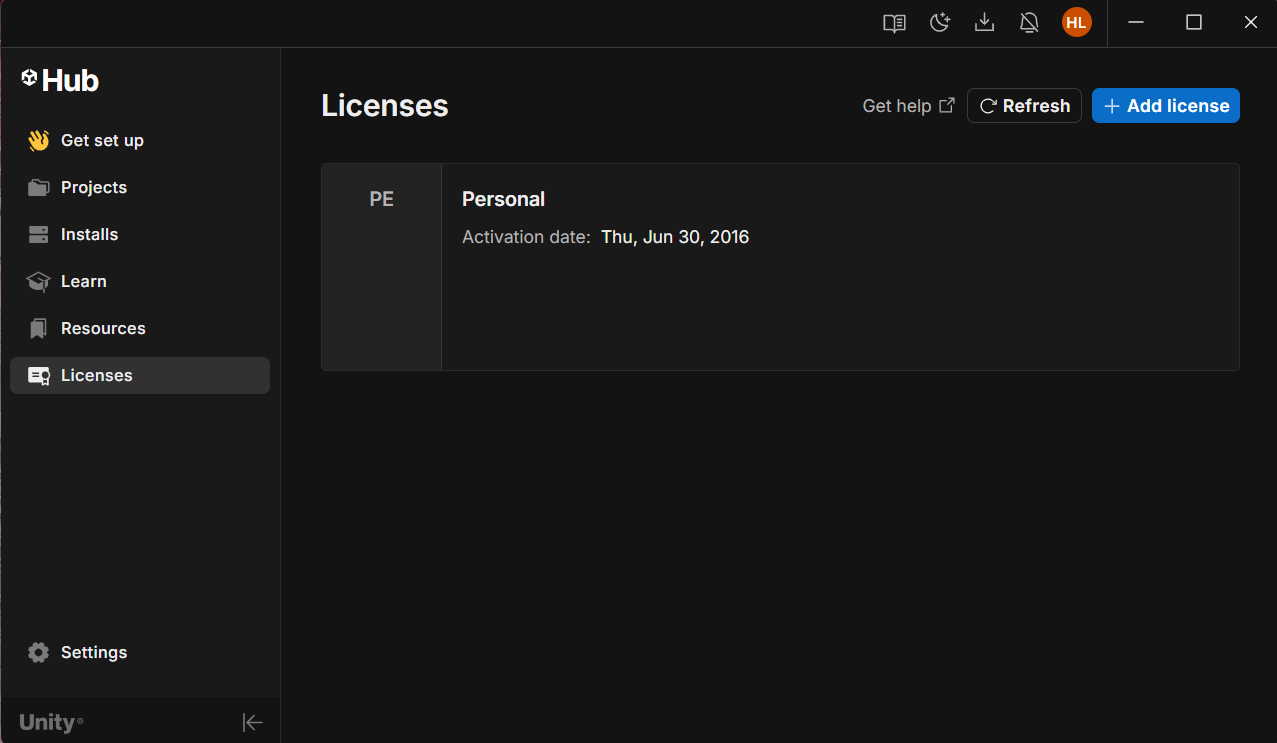 HL
Hub
Get set up
Projects
Installs
Learn
Resources
Licenses
Settings
Unity®
Licenses
Get help
Refresh
Add license
PE
Personal
Activation date: Thu, Jun 30, 2016